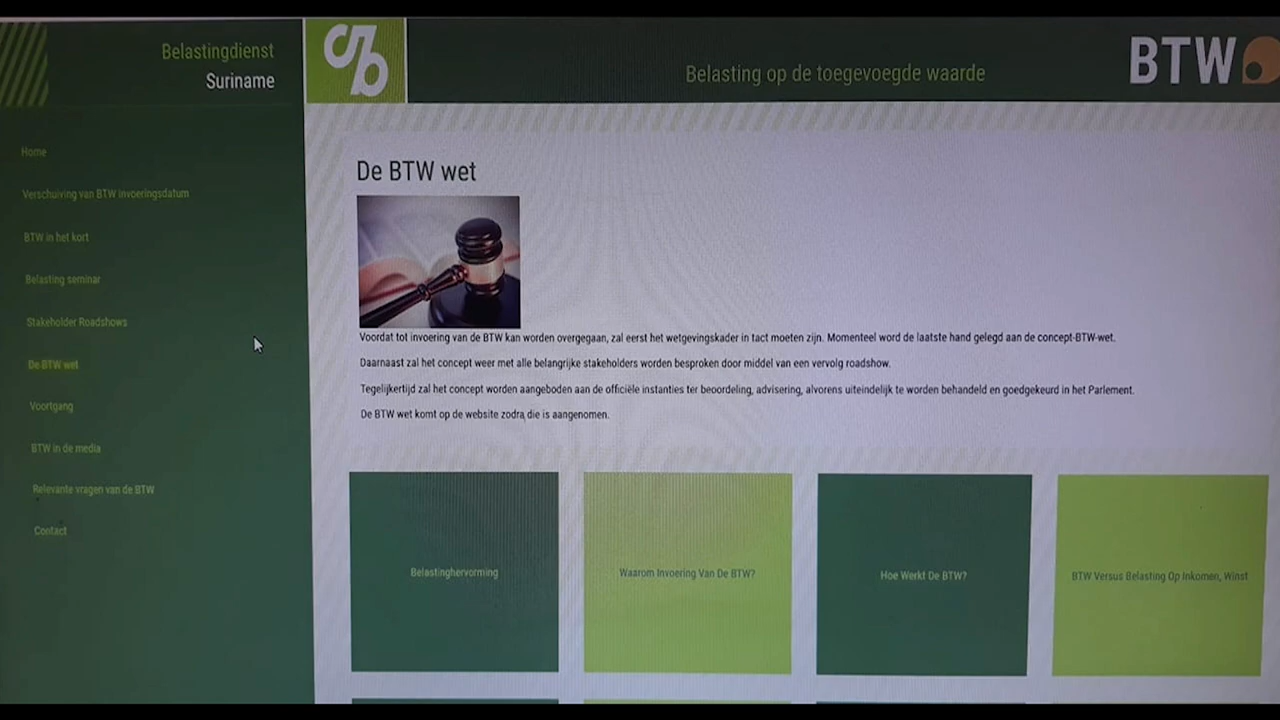 Belastingdienst
Suriname
Belasting op de toegevoegde waarde
BTW
Home
Verschuiving van BTW invoeringsdatum
BTW in het kort
Belasting seminar
Stakeholder Roadshows
De BTW wet
Voortgang
BTW in de media
Relevante vragen van de BTW
Contact
De BTW wet
Voordat tot invoering van de BTW kan worden overgegaan, zal eerst het wetgevingskader in tact moeten zijn. Momenteel word de laatste hand gelegd aan de concept-BTW-wet.
Daarnaast zal het concept weer met alle belangrijke stakeholders worden besproken door middel van een vervolg roadshow.
Tegelijkertijd zal het concept worden aangeboden aan de officiële instanties ter beoordeling, advisering, alvorens uiteindelijk te worden behandeld en goedgekeurd in het Parlement.
De BTW wet komt op de website zodra die is aangenomen.
Belastinghervorming
Waarom Invoering Van De BTW?
Hoe Werkt De BTW?
BTW Versus Belasting Op Inkomen, Winst